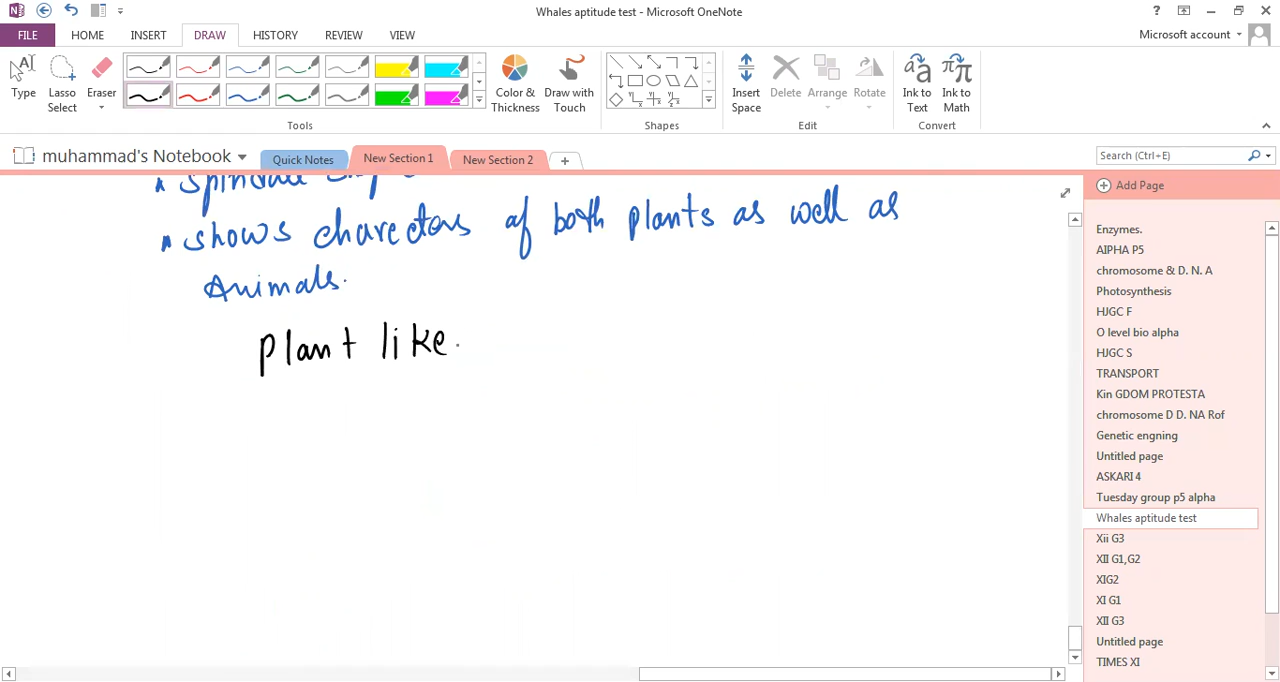 Whales aptitude test - Microsoft OneNote
?
FILE HOME INSERT DRAW HISTORY REVIEW VIEW
Microsoft account
Type
Lasso Select
Eraser
Color & Thickness
Draw with Touch
Insert Space
Delete
Arrange
Rotate
Ink to Text
Ink to Math
Tools
Shapes
Edit
Convert
muhammad's Notebook
Quick Notes
New Section 1
New Section 2
Search (Ctrl+E)
Add Page
spindale
shows charectors of both plants as well as
Animals.
plant like.
Enzymes.
AIPHA P5
chromosome & D. N. A
Photosynthesis
HJGC F
O level bio alpha
HJGC S
TRANSPORT
Kin GDOM PROTESTA
chromosome D D. NA Rof
Genetic engning
Untitled page
ASKARI 4
Tuesday group p5 alpha
Whales aptitude test
Xii G3
XII G1,G2
XIG2
XI G1
XII G3
Untitled page
TIMES XI